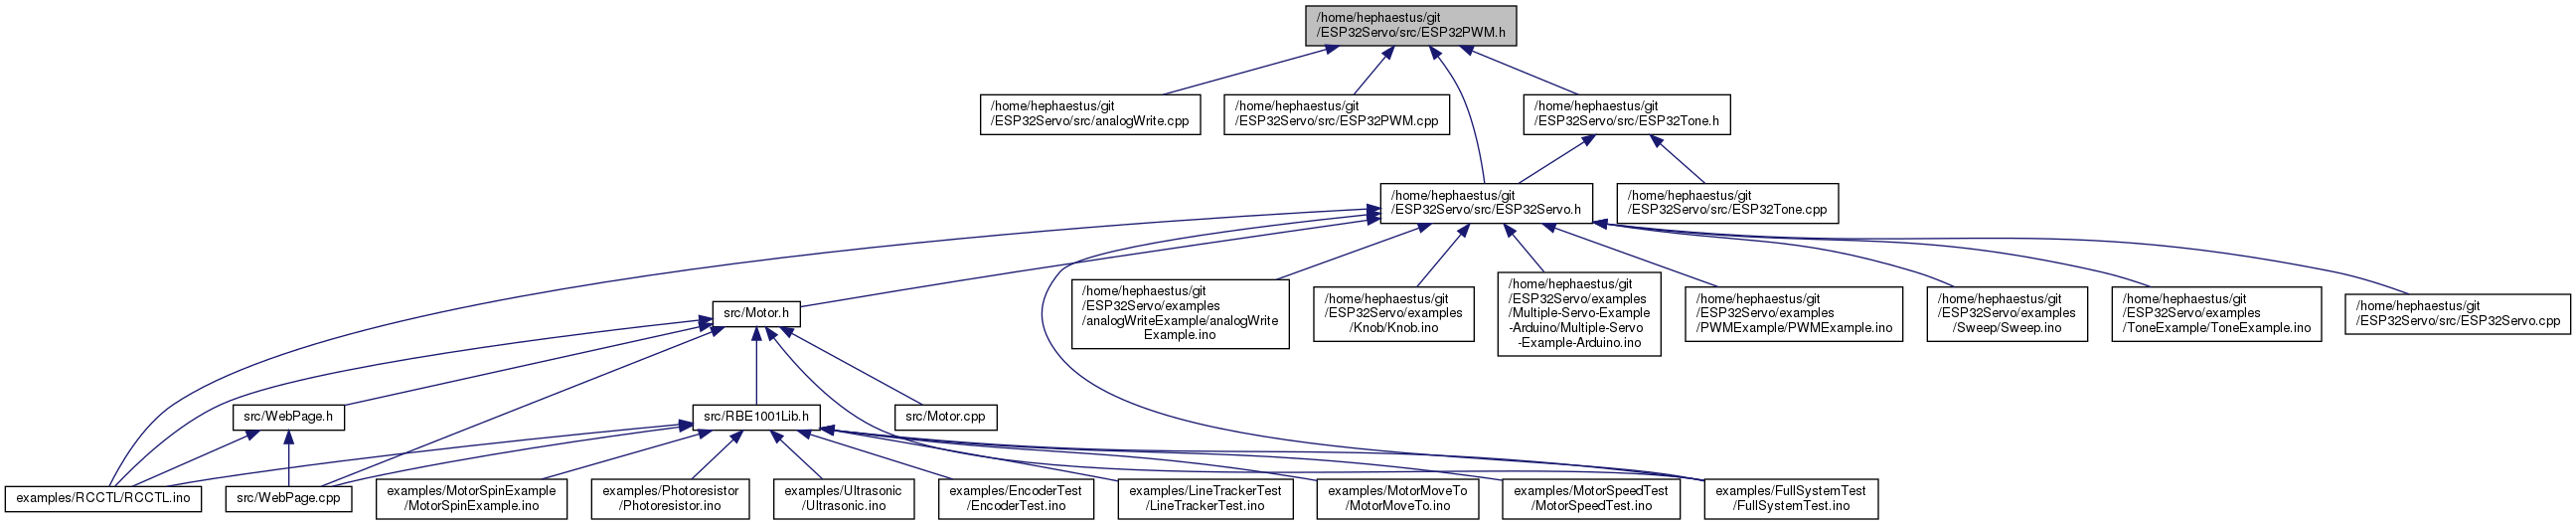 /home/hephaestus/git
/ESP32Servo/src/ESP32PWM.h
/home/hephaestus/git
/ESP32Servo/src/analogWrite.cpp
/home/hephaestus/git
/ESP32Servo/src/ESP32PWM.cpp
/home/hephaestus/git
/ESP32Servo/src/ESP32Tone.h
/home/hephaestus/git
/ESP32Servo/src/ESP32Servo.h
/home/hephaestus/git
/ESP32Servo/src/ESP32Tone.cpp
src/Motor.h
/home/hephaestus/git
/ESP32Servo/examples
/analogWriteExample/analogWrite
Example.ino
/home/hephaestus/git
/ESP32Servo/examples
/Knob/Knob.ino
/home/hephaestus/git
/ESP32Servo/examples
/Multiple-Servo-Example
-Arduino/Multiple-Servo
-Example-Arduino.ino
/home/hephaestus/git
/ESP32Servo/examples
/PWMExample/PWMExample.ino
/home/hephaestus/git
/ESP32Servo/examples
/Sweep/Sweep.ino
/home/hephaestus/git
/ESP32Servo/examples
/ToneExample/ToneExample.ino
/home/hephaestus/git
/ESP32Servo/src/ESP32Servo.cpp
src/WebPage.h
src/RBE1001Lib.h
src/Motor.cpp
examples/RCCTL/RCCTL.ino
src/WebPage.cpp
examples/MotorSpinExample
/MotorSpinExample.ino
examples/Photoresistor
/Photoresistor.ino
examples/Ultrasonic
/Ultrasonic.ino
examples/EncoderTest
/EncoderTest.ino
examples/LineTrackerTest
/LineTrackerTest.ino
examples/MotorMoveTo
/MotorMoveTo.ino
examples/MotorSpeedTest
/MotorSpeedTest.ino
examples/FullSystemTest
/FullSystemTest.ino